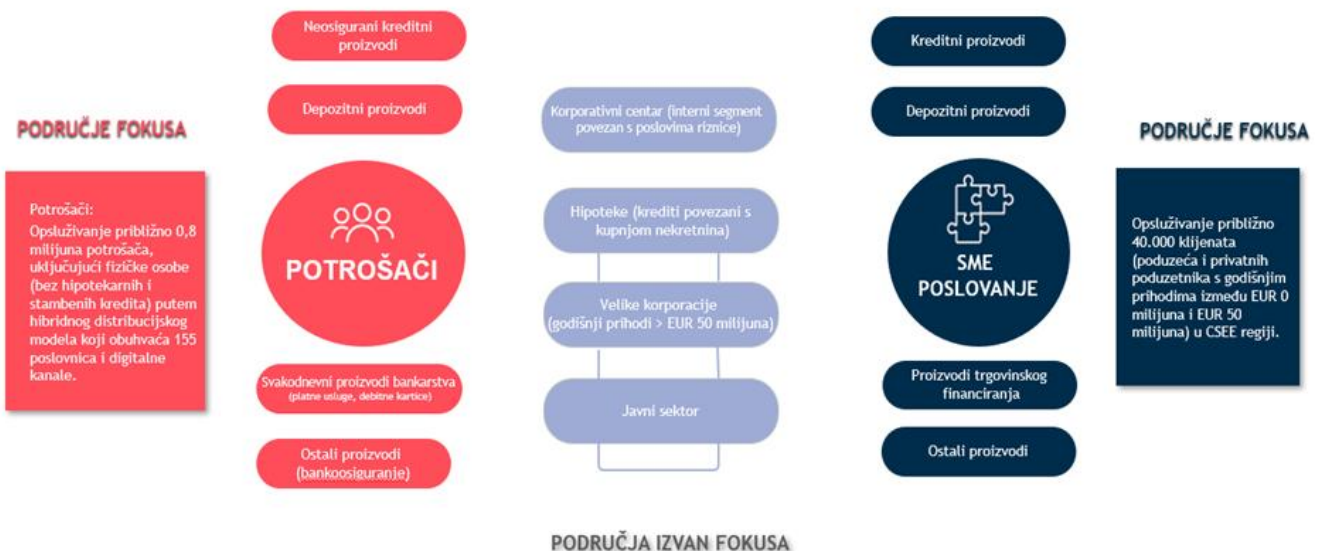 PODRUČJE FOKUSA
Potrošači:
Opsluživanje približno 0,8
milijuna potrošača,
uključujući fizičke osobe
(bez hipotekarnih i
stambenih kredita) putem
hibridnog distribucijskog
modela koji obuhvaća 155
poslovnica i digitalne
kanale.
Neosigurani kreditni
proizvodi
Depozitni proizvodi
POTROŠAČI
Svakodnevni proizvodi bankarstva
(platne usluge, debitne kartice)
Ostali proizvodi
(bankoosiguranje)
Korporativni centar (interni segment
povezan s poslovima riznice)
Hipoteke (krediti povezani s
kupnjom nekretnina)
Velike korporacije
(godišnji prihodi > EUR 50 milijuna)
Javni sektor
Kreditni proizvodi
Depozitni proizvodi
SME
POSLOVANJE
Proizvodi trgovinskog
financiranja
Ostali proizvodi
PODRUČJE FOKUSA
Opsluživanje približno
40.000 klijenata
(poduzeća i privatnih
poduzetnika s godišnjim
prihodima između EUR 0
milijuna i EUR 50
milijuna) u CSEE regiji.
PODRUČJA IZVAN FOKUSA